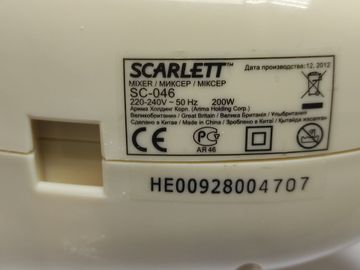 Дата производства: 12, 2012
SCARLETT™
MIXER / МИКСЕР / МІКСЕР
SC-046
220-240V ~ 50 Hz 200W
Арима Холдинг Корп. (Arima Holding Corp.)
Великобритания / Great Britain / Велика Британія / Ұлыбритания
Сделано в Китае / Made in China / Зроблено в Китаї / Қытайда жасалған
CE
АЯ 46
HE00928004707